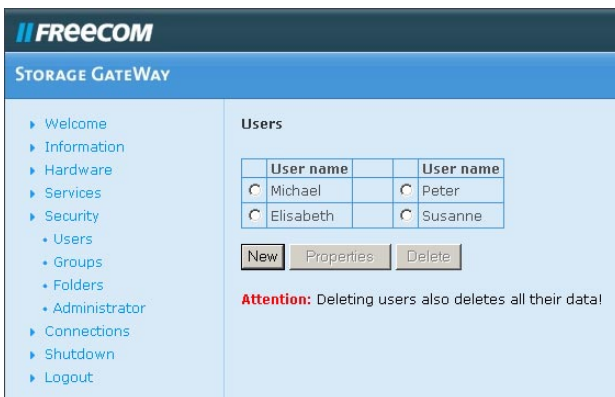 FREECOM
STORAGE GATEWAY
Welcome
Information
Hardware
Services
Security
Users
Groups
Folders
Administrator
Connections
Shutdown
Logout
Users
User name User name
Michael Peter
Elisabeth Susanne
New Properties Delete
Attention: Deleting users also deletes all their data!